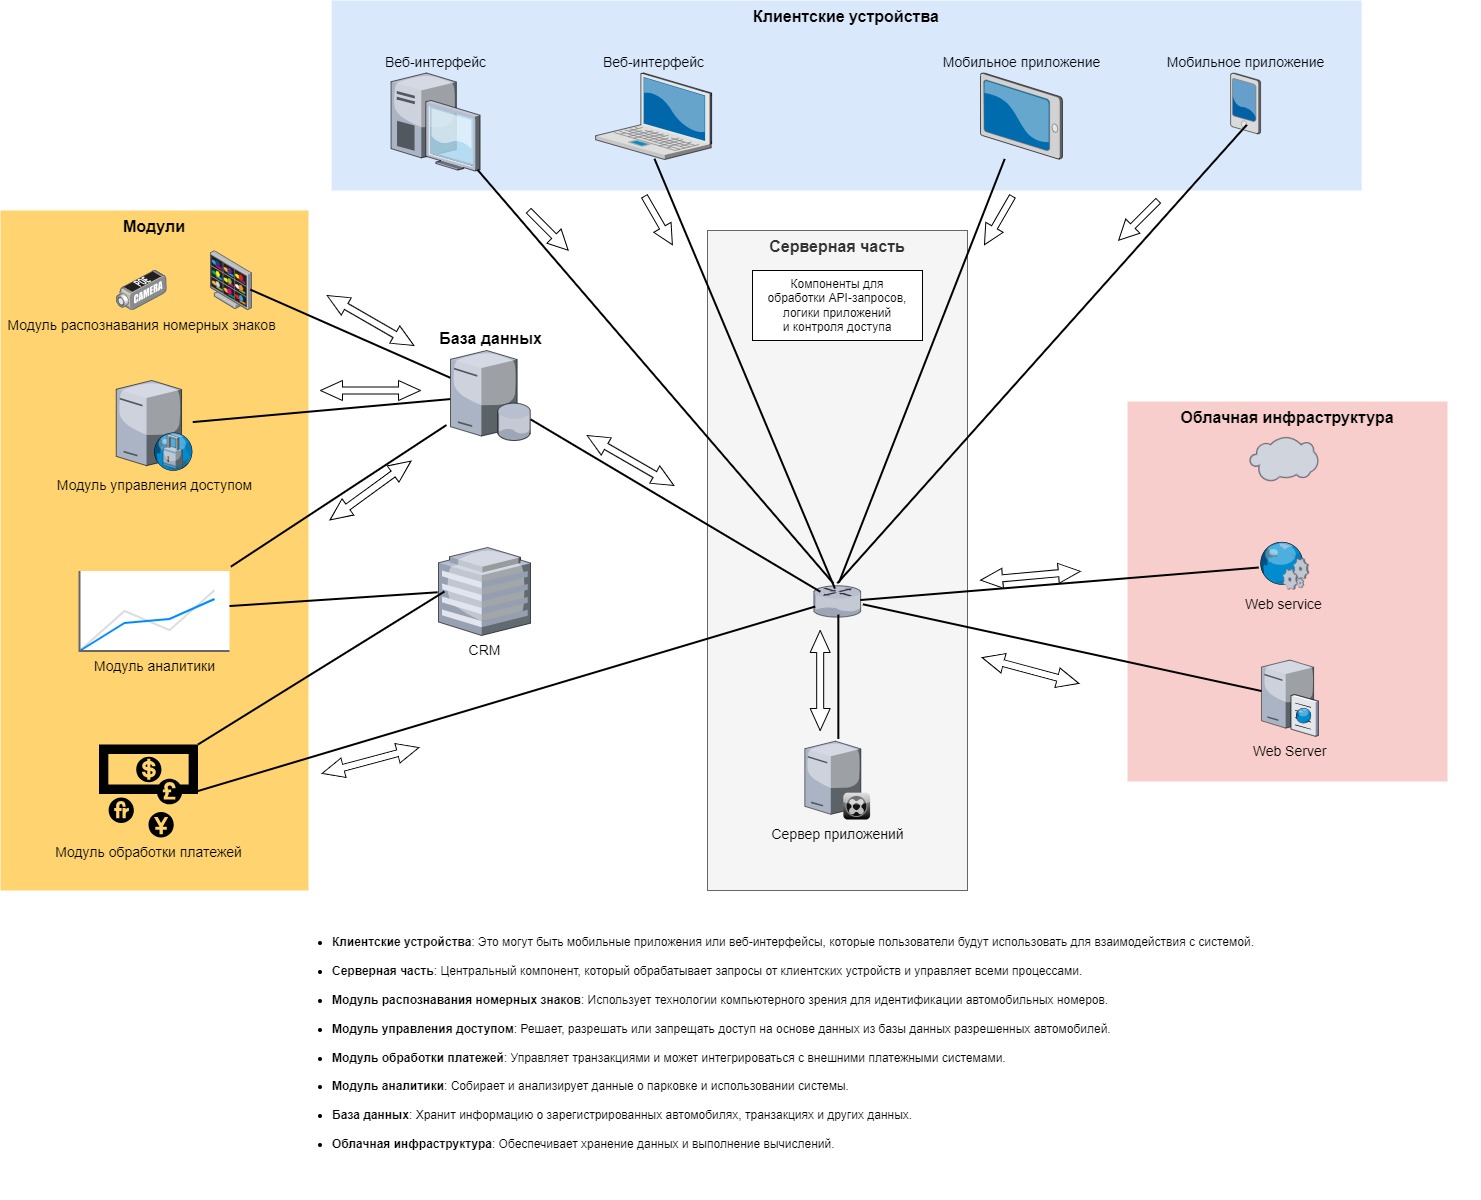 Клиентские устройства
Веб-интерфейс
Веб-интерфейс
Мобильное приложение
Мобильное приложение
Модули
PDE
CAMERA
Модуль распознавания номерных знаков
Модуль управления доступом
Модуль аналитики
$
£
fr
¥
Модуль обработки платежей
База данных
CRM
Серверная часть
Компоненты для
обработки API-запросов,
логики приложений
и контроля доступа
Сервер приложений
Облачная инфраструктура
Web service
Web Server
• Клиентские устройства: Это могут быть мобильные приложения или веб-интерфейсы, которые пользователи будут использовать для взаимодействия с системой.
• Серверная часть: Центральный компонент, который обрабатывает запросы от клиентских устройств и управляет всеми процессами.
• Модуль распознавания номерных знаков: Использует технологии компьютерного зрения для идентификации автомобильных номеров.
• Модуль управления доступом: Решает, разрешать или запрещать доступ на основе данных из базы данных разрешенных автомобилей.
• Модуль обработки платежей: Управляет транзакциями и может интегрироваться с внешними платежными системами.
• Модуль аналитики: Собирает и анализирует данные о парковке и использовании системы.
• База данных: Хранит информацию о зарегистрированных автомобилях, транзакциях и других данных.
• Облачная инфраструктура: Обеспечивает хранение данных и выполнение вычислений.